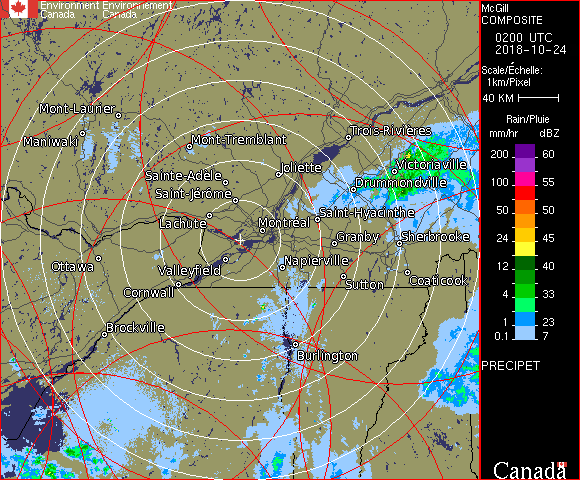 Environment Environnement
Canada Canada
McGill
COMPOSITE
0200 UTC
2018-10-24
Scale/Échelle:
1km/Pixel
40 KM
Rain/Pluie
mm/hr dBZ
200 60
100 55
50 50
24 45
12 40
4 33
1 23
0.1 7
PRECIPET
Canada
Mont-Laurier
Maniwaki
Mont-Tremblant
Trois-Rivières
Joliette
Victoriaville
Sainte-Adèle
Drummondville
Saint-Jérôme
Saint-Hyacinthe
Lachute
Montréal
Granby
Sherbrooke
Ottawa
Valleyfield
Napierville
Sutton
Coaticook
Cornwall
Brockville
Burlington